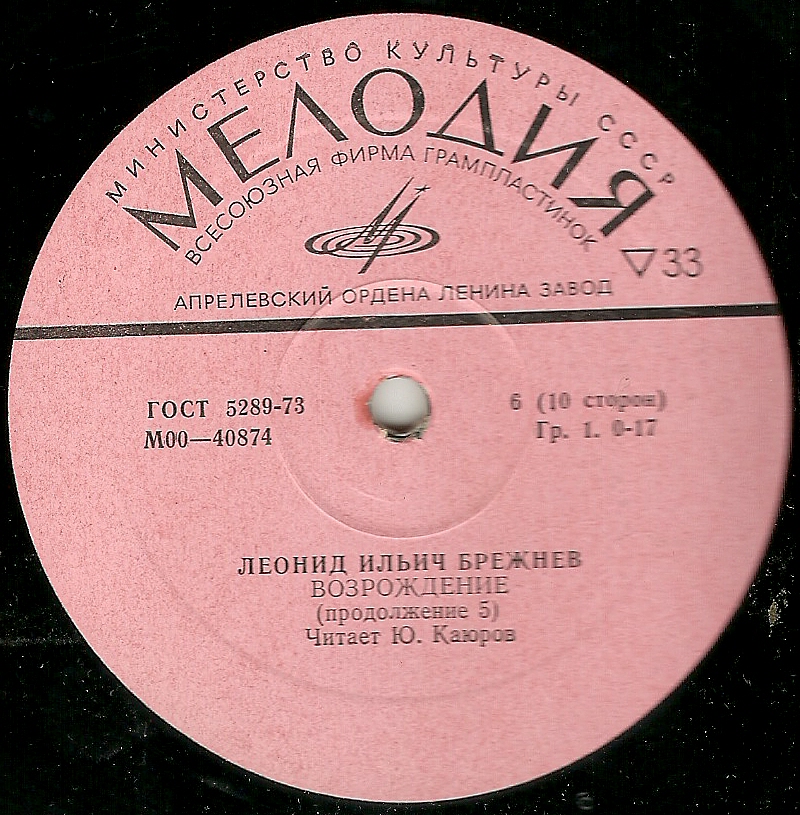 МИНИСТЕРСТВО КУЛЬТУРЫ СССР
МЕЛОДИЯ
ВСЕСОЮЗНАЯ ФИРМА ГРАМПЛАСТИНОК
33
АПРЕЛЕВСКИЙ ОРДЕНА ЛЕНИНА ЗАВОД
ГОСТ 5289-73
М00—40874
6 (10 сторон)
Гр. 1. 0-17
ЛЕОНИД ИЛЬИЧ БРЕЖНЕВ
ВОЗРОЖДЕНИЕ
(продолжение 5)
Читает Ю. Каюров